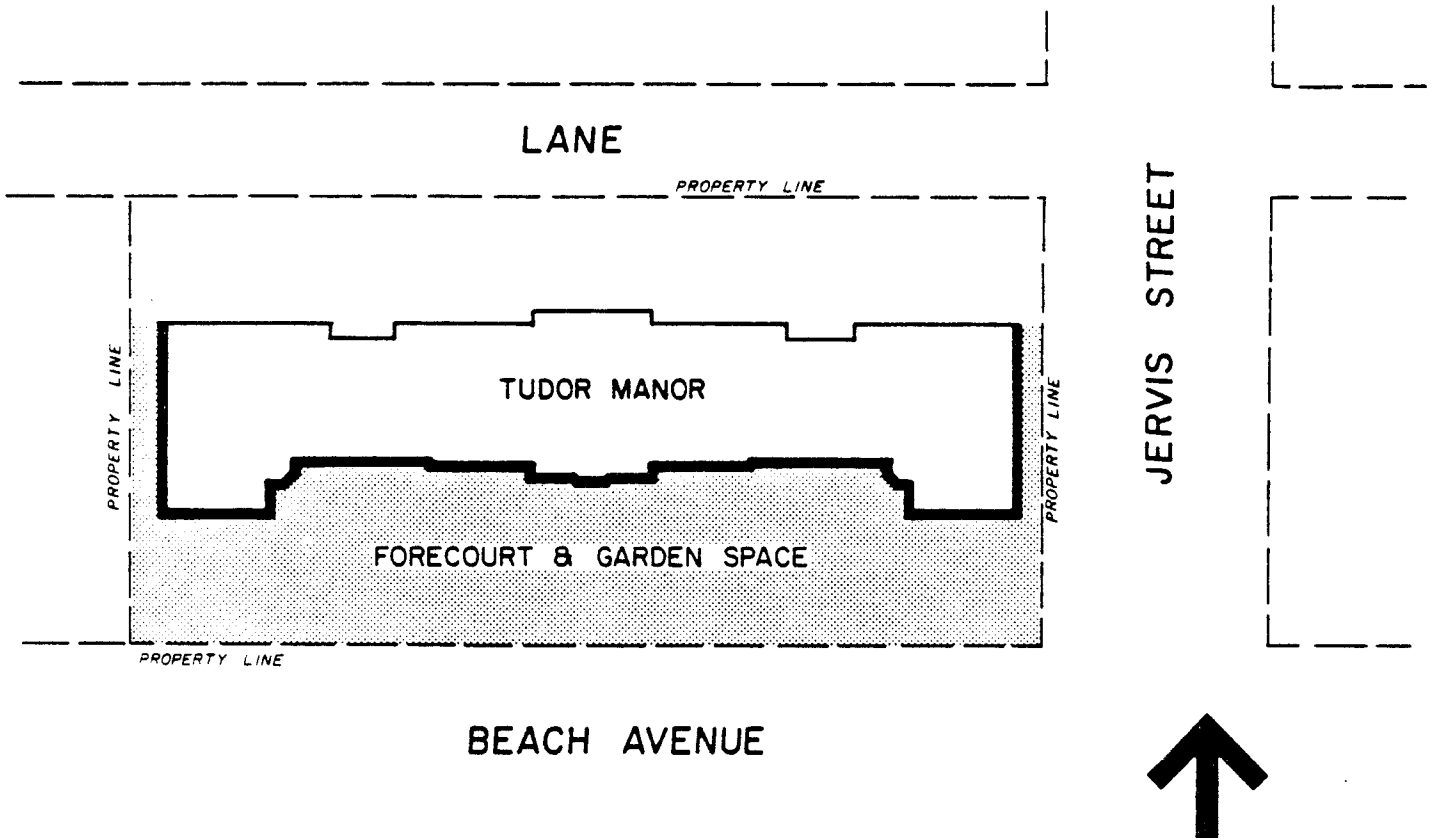 LANE
PROPERTY LINE
JERVIS STREET
PROPERTY LINE
TUDOR MANOR
PROPERTY LINE
FORECOURT & GARDEN SPACE
PROPERTY LINE
BEACH AVENUE